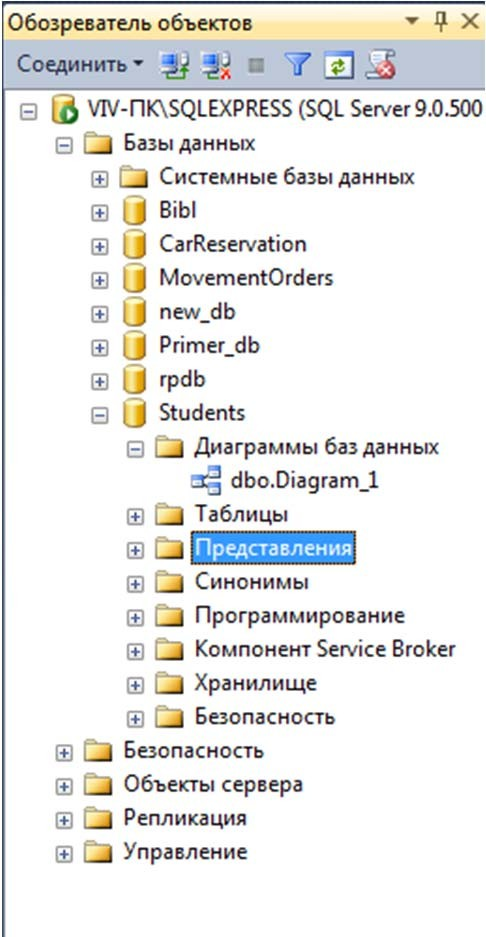 Обозреватель объектов
Соединить
VIV-ПК\SQLEXPRESS (SQL Server 9.0.500
Базы данных
Системные базы данных
Bibl
CarReservation
MovementOrders
new_db
Primer_db
rpdb
Students
Диаграммы баз данных
dbo.Diagram_1
Таблицы
Представления
Синонимы
Программирование
Компонент Service Broker
Хранилище
Безопасность
Безопасность
Объекты сервера
Репликация
Управление